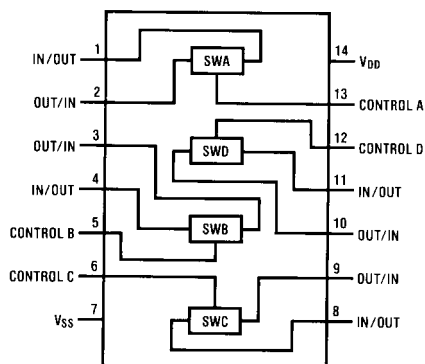 1
IN/OUT
2
OUT/IN
3
OUT/IN
4
IN/OUT
5
CONTROL B
6
CONTROL C
7
VSS
SWA
SWD
SWB
SWC
14
VDD
13
CONTROL A
12
CONTROL D
11
IN/OUT
10
OUT/IN
9
OUT/IN
8
IN/OUT